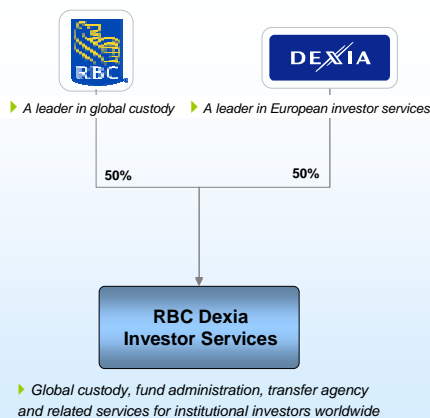 RBC
DEXIA
A leader in global custody
A leader in European investor services
50%
50%
RBC Dexia
Investor Services
Global custody, fund administration, transfer agency
and related services for institutional investors worldwide